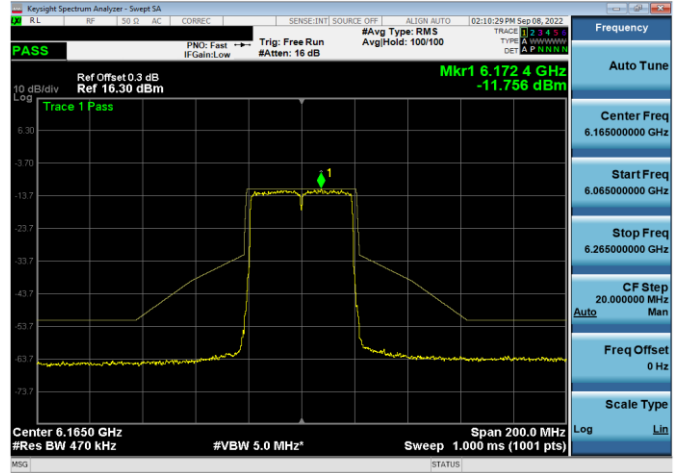 Keysight Spectrum Analyzer - Swept SA
RL RF 50 Ω AC CORREC SENSE:INT SOURCE OFF ALIGN AUTO 02:10:29 PM Sep 08, 2022
#Avg Type: RMS TRACE 1 2 3 4 5 6
PNO: Fast Trig: Free Run Avg|Hold: 100/100 TYPE A WWWWW
PASS IFGain:Low #Atten: 16 dB DET A P N N N N
Mkr1 6.172 4 GHz
Ref Offset 0.3 dB
10 dB/div Ref 16.30 dBm -11.756 dBm
Log
Trace 1 Pass
6.30
-3.70
1
-13.7
-23.7
-33.7
-43.7
-53.7
-63.7
-73.7
Center 6.1650 GHz Span 200.0 MHz
#Res BW 470 kHz #VBW 5.0 MHz* Sweep 1.000 ms (1001 pts)
MSG STATUS
Frequency
Auto Tune
Center Freq
6.165000000 GHz
Start Freq
6.065000000 GHz
Stop Freq
6.265000000 GHz
CF Step
20.000000 MHz
Auto Man
Freq Offset
0 Hz
Scale Type
Log Lin